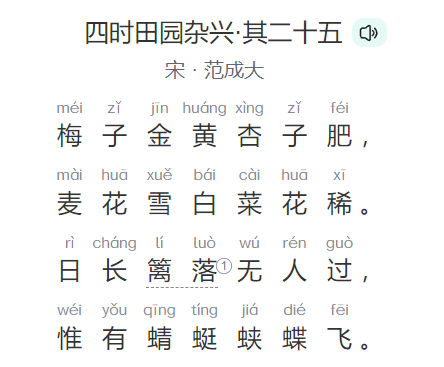 四时田园杂兴·其二十五
宋 · 范成大
méi zǐ jīn huáng xìng zǐ féi
梅子金黄杏子肥，
mài huā xuě bái cài huā xī
麦花雪白菜花稀。
rì cháng lí luò wú rén guò
日长篱落①无人过，
wéi yǒu qīng tíng jiá dié fēi
惟有蜻蜓蛱蝶飞。